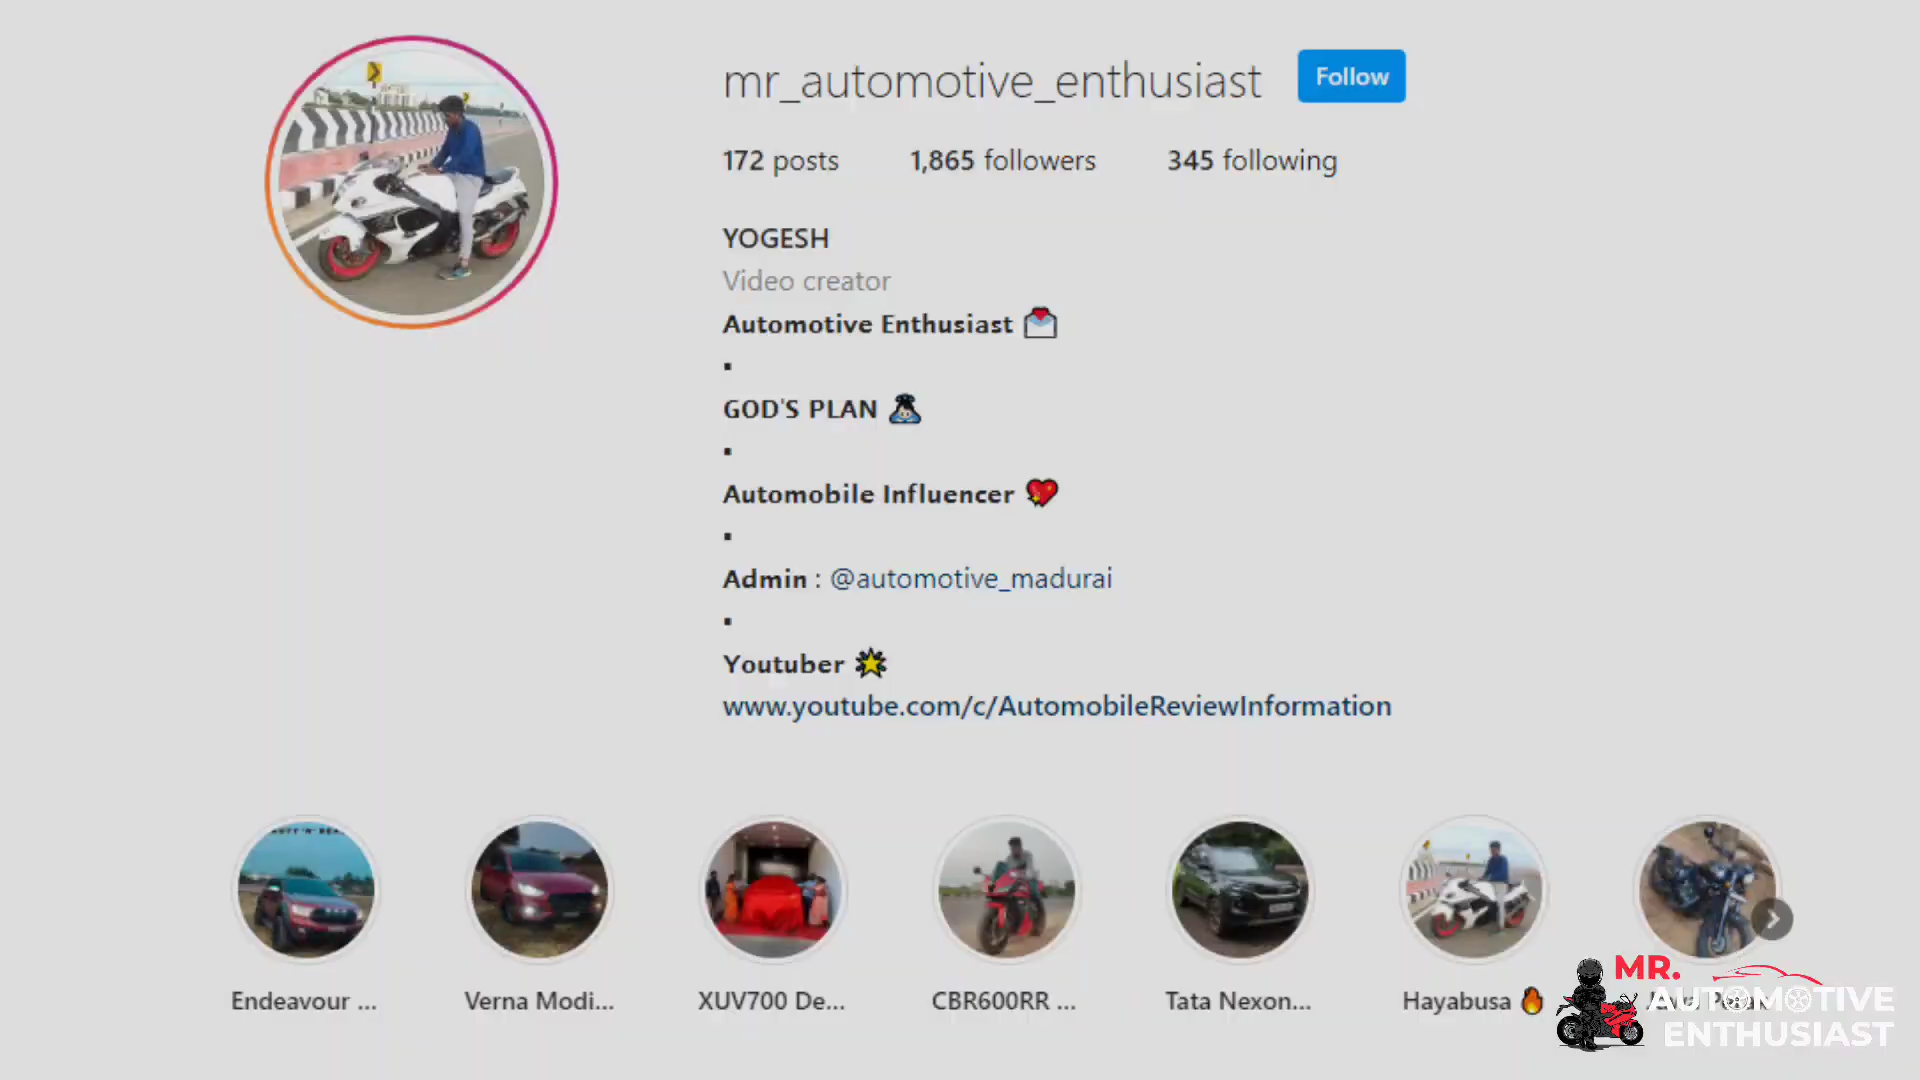 mr_automotive_enthusiast
Follow
172 posts
1,865 followers
345 following
YOGESH
Video creator
Automotive Enthusiast 💌
▪
GOD'S PLAN 🙇
▪
Automobile Influencer 💖
▪
Admin : @automotive_madurai
▪
Youtuber 🌟
www.youtube.com/c/AutomobileReviewInformation
Endeavour ...
Verna Modi...
XUV700 De...
CBR600RR ...
Tata Nexon...
Hayabusa 🔥
MR.
AUTOMOTIVE
ENTHUSIAST